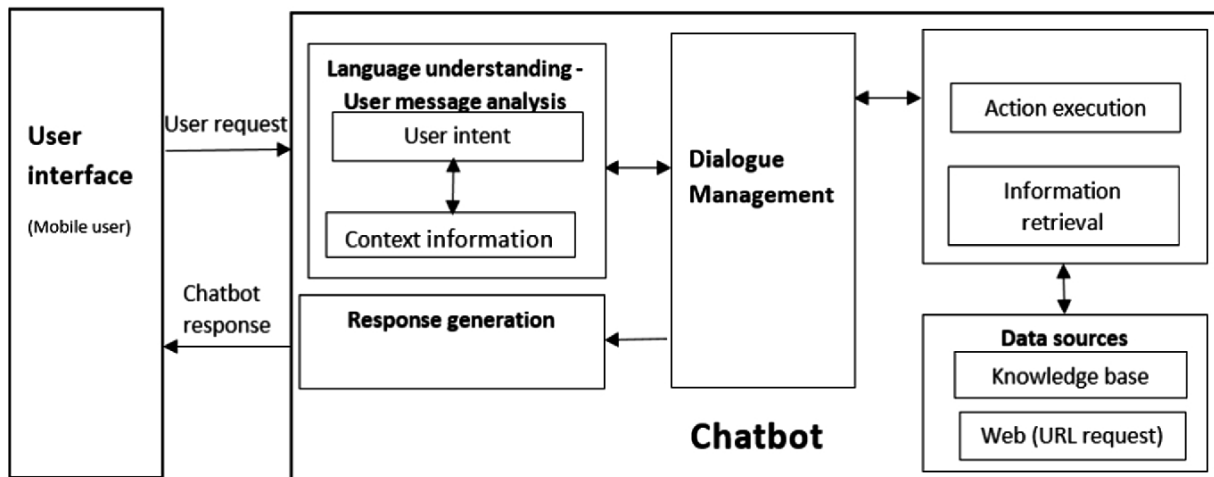 User
interface
(Mobile user)
User request
Chatbot
response
Language understanding -
User message analysis
User intent
Context information
Response generation
Dialogue
Management
Action execution
Information
retrieval
Data sources
Knowledge base
Web (URL request)
Chatbot